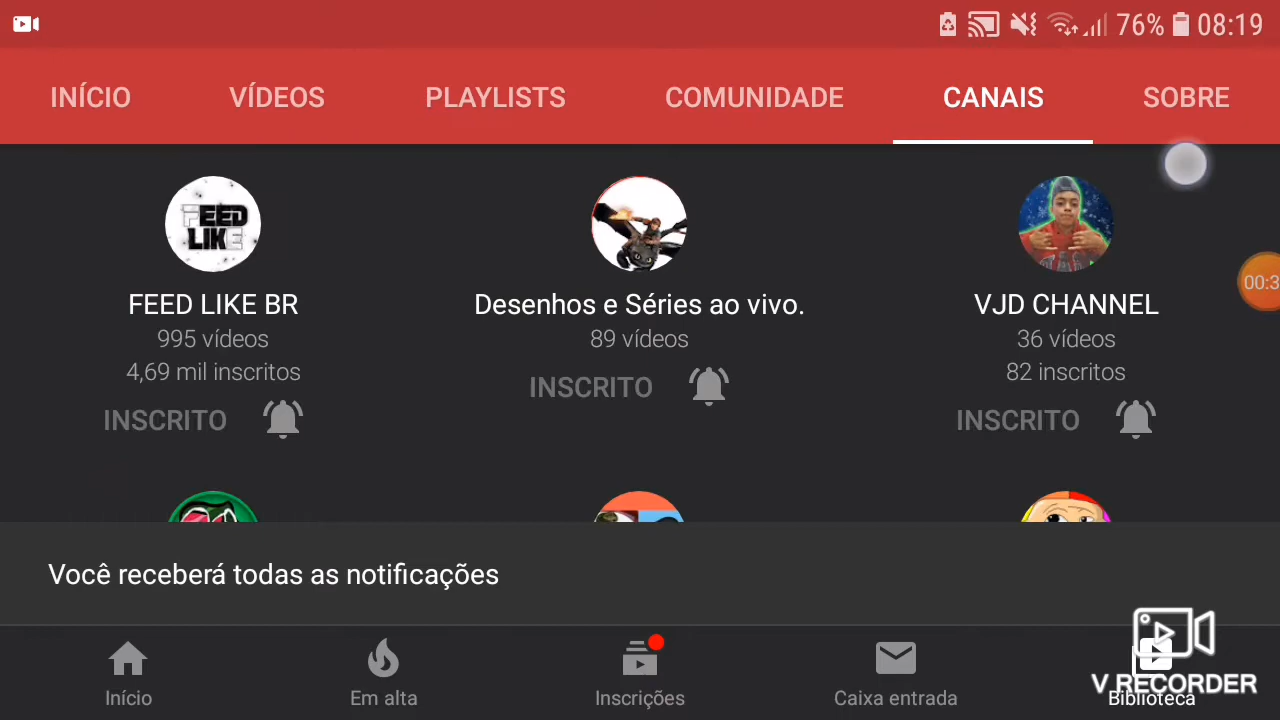 76% 08:19
INÍCIO VÍDEOS PLAYLISTS COMUNIDADE CANAIS SOBRE
FEED
LIKE
FEED LIKE BR Desenhos e Séries ao vivo. VJD CHANNEL
995 vídeos 89 vídeos 36 vídeos
4,69 mil inscritos 82 inscritos
INSCRITO INSCRITO INSCRITO
00:3
Você receberá todas as notificações
V RECORDER
Início Em alta Inscrições Caixa entrada Biblioteca